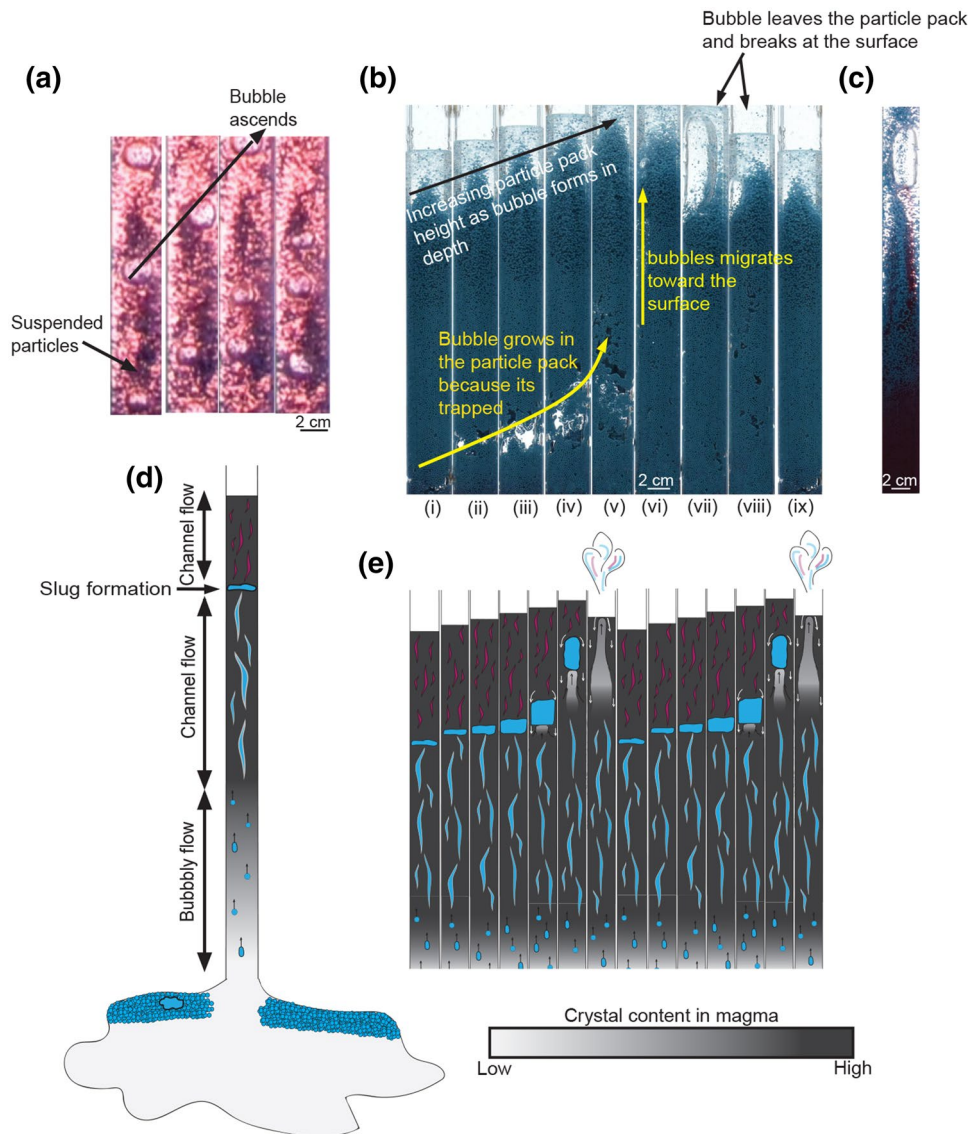 Bubble leaves the particle pack
and breaks at the surface
(a)
Bubble
ascends
Suspended
particles
2 cm
(b)
Increasing particle pack
height as bubble forms in
depth
bubbles migrates
toward the
surface
Bubble grows in
the particle pack
because its
trapped
2 cm
(i)
(ii)
(iii)
(iv)
(v)
(vi)
(vii)
(viii)
(ix)
(c)
2 cm
(d)
Channel flow
Slug formation
Channel flow
Bubbbly flow
(e)
Crystal content in magma
Low
High